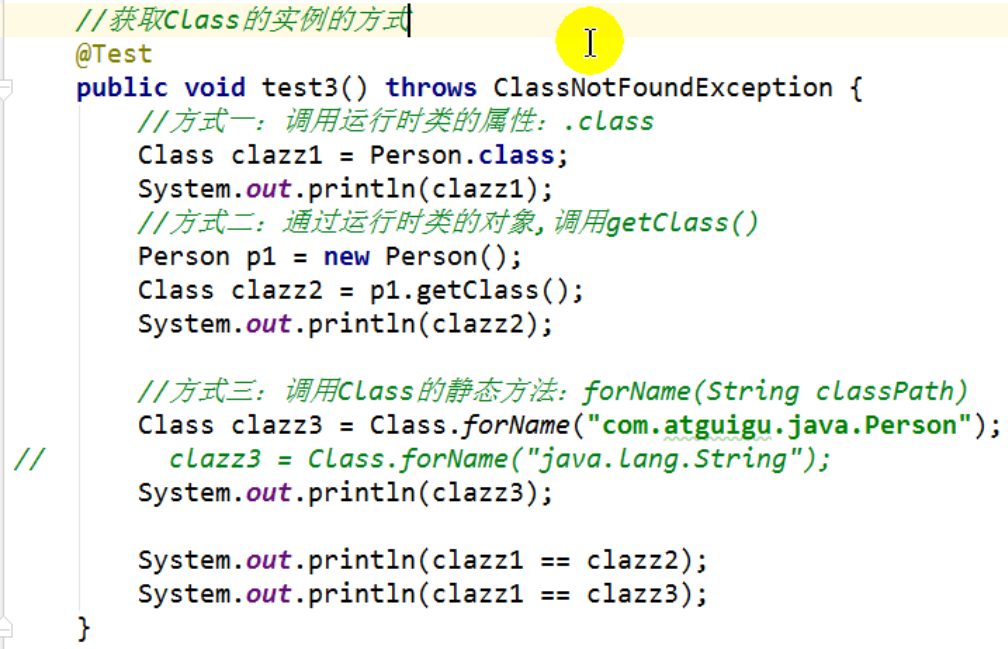 //获取Class的实例的方式
@Test
public void test3() throws ClassNotFoundException {
//方式一：调用运行时类的属性：.class
Class clazz1 = Person.class;
System.out.println(clazz1);
//方式二：通过运行时类的对象,调用getClass()
Person p1 = new Person();
Class clazz2 = p1.getClass();
System.out.println(clazz2);
//方式三：调用Class的静态方法：forName(String classPath)
Class clazz3 = Class.forName("com.atguigu.java.Person");
// clazz3 = Class.forName("java.lang.String");
System.out.println(clazz3);
System.out.println(clazz1 == clazz2);
System.out.println(clazz1 == clazz3);
}